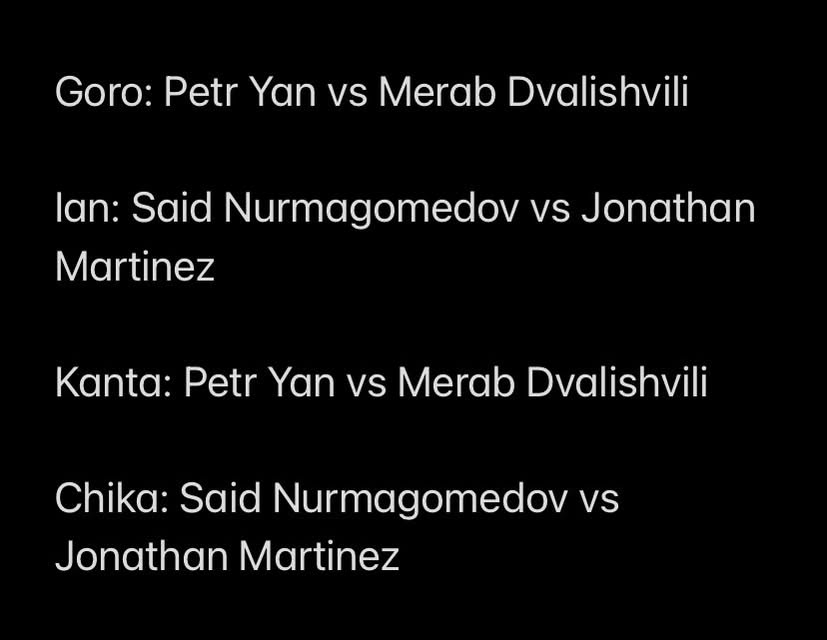 Goro: Petr Yan vs Merab Dvalishvili
Ian: Said Nurmagomedov vs Jonathan
Martinez
Kanta: Petr Yan vs Merab Dvalishvili
Chika: Said Nurmagomedov vs
Jonathan Martinez